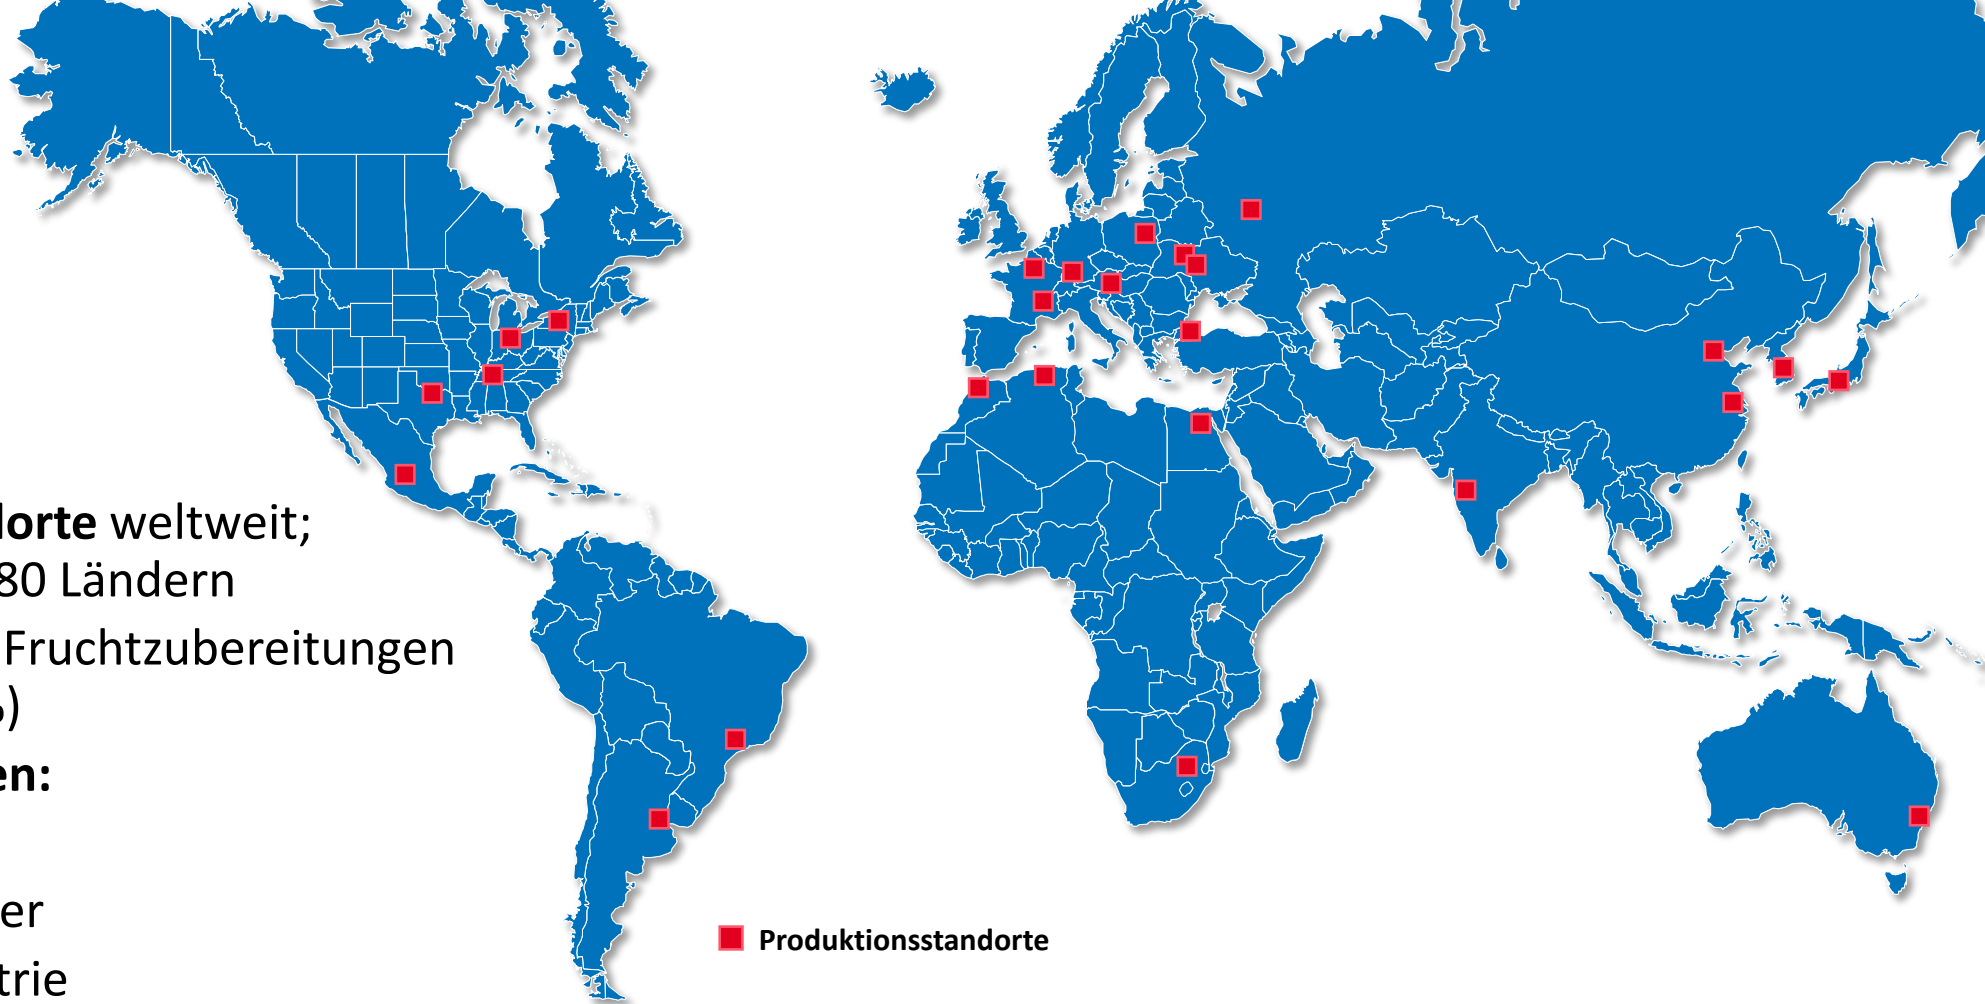 lorte weltweit;
80 Ländern
Fruchtzubereitungen
)
en:
er
trie
Produktionsstandorte